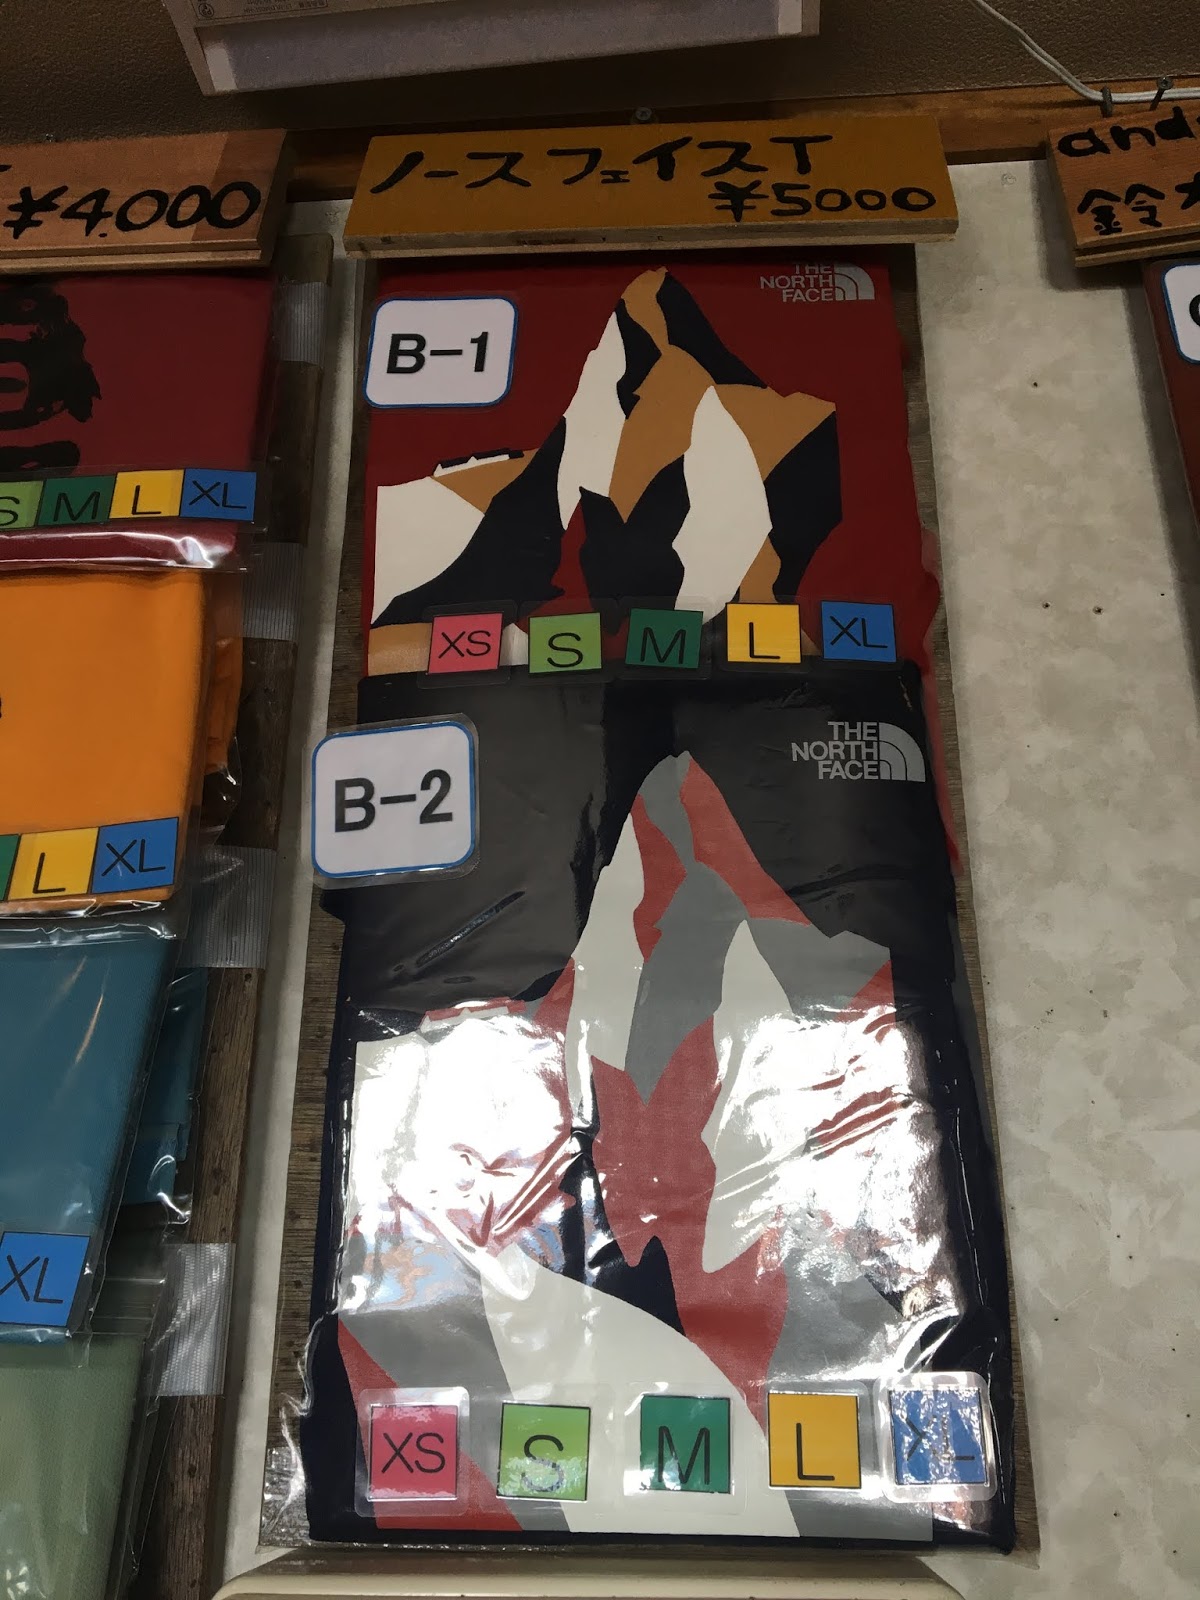 ¥4.000
ノースフェイスT
¥5000
鈴
THE
NORTH
FACE
B-1
S M L XL
XS S M L XL
THE
NORTH
FACE
B-2
L XL
XL
XS S M L XL